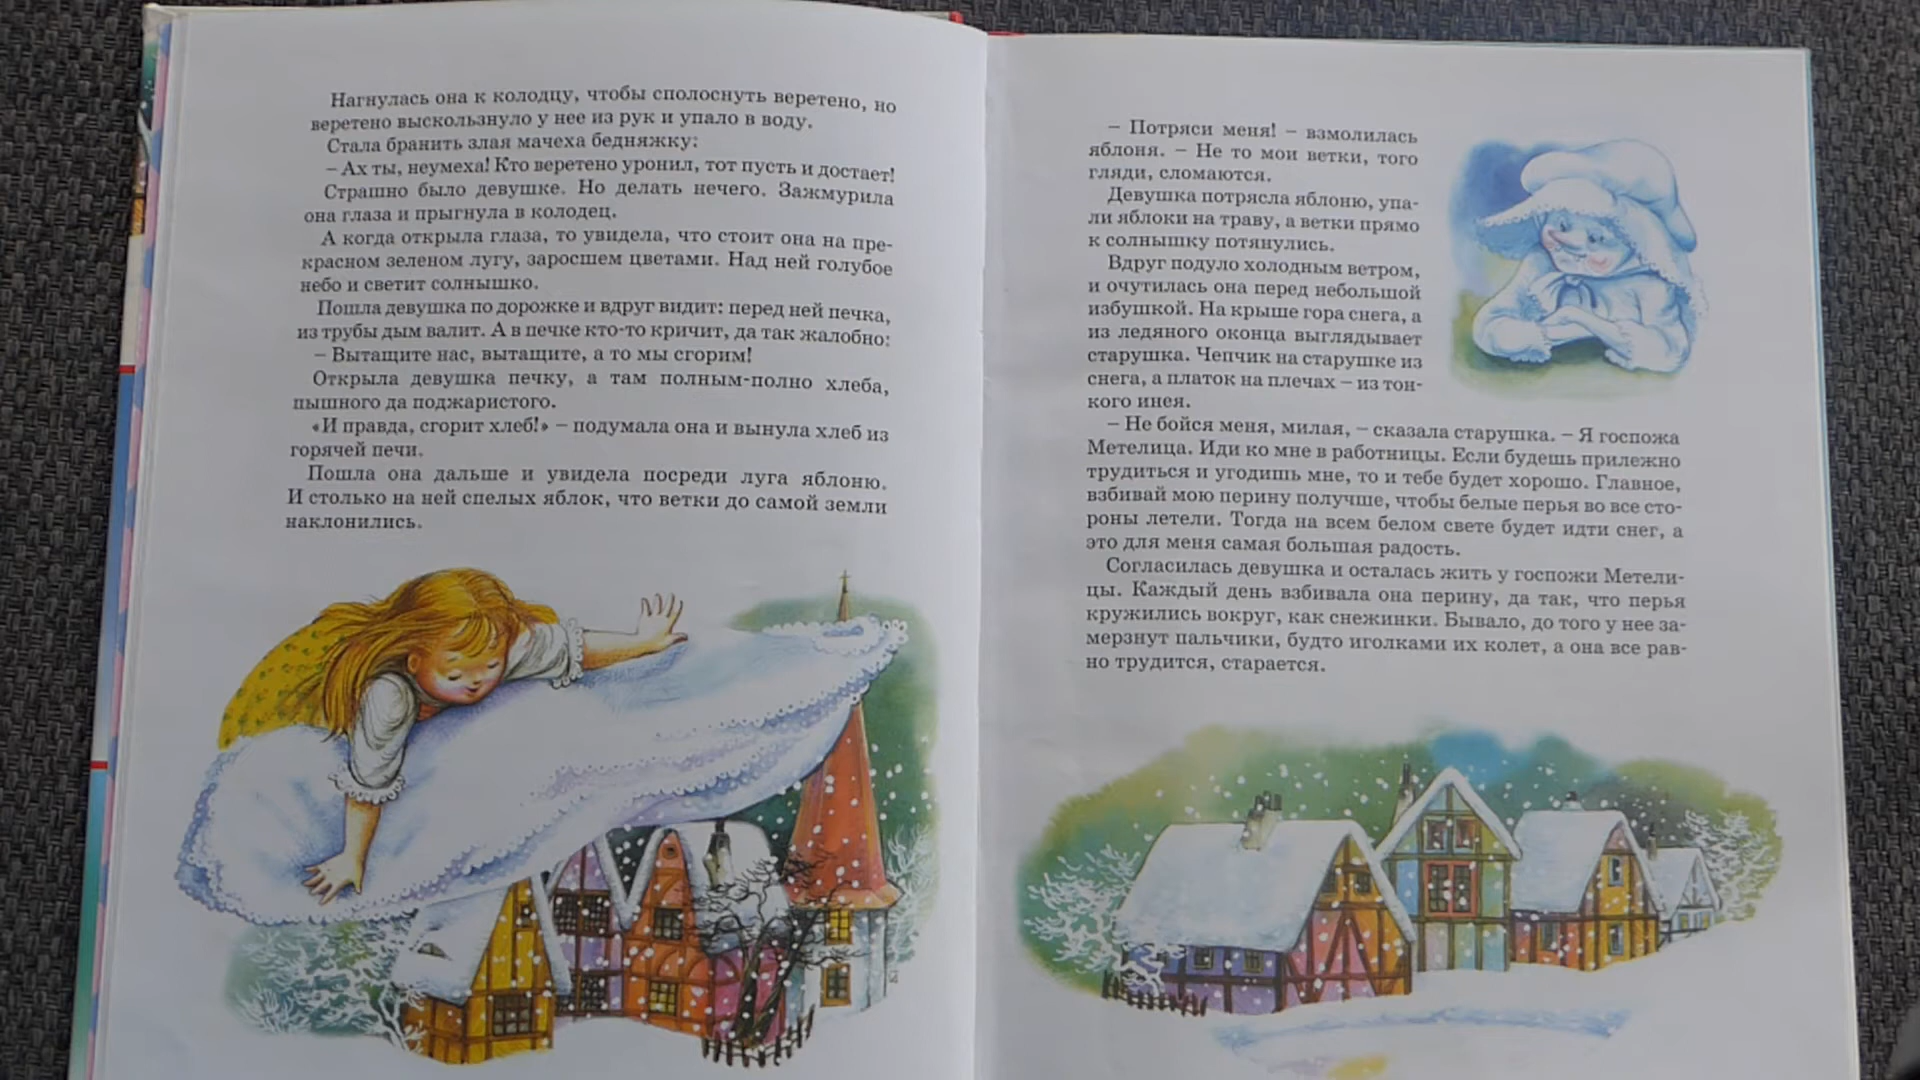 Нагнулась она к колодцу, чтобы сполоснуть веретено, но
веретено выскользнуло у нее из рук и упало в воду.
Стала бранить злая мачеха бедняжку:
– Ах ты, неумеха! Кто веретено уронил, тот пусть и достает!
Страшно было девушке. Но делать нечего. Зажмурила
она глаза и прыгнула в колодец.
А когда открыла глаза, то увидела, что стоит она на пре-
красном зеленом лугу, заросшем цветами. Над ней голубое
небо и светит солнышко.
Пошла девушка по дорожке и вдруг видит: перед ней печка,
из трубы дым валит. А в печке кто-то кричит, да так жалобно:
– Вытащите нас, вытащите, а то мы сгорим!
Открыла девушка печку, а там полным-полно хлеба,
пышного да поджаристого.
«И правда, сгорит хлеб!» – подумала она и вынула хлеб из
горячей печи.
Пошла она дальше и увидела посреди луга яблоню.
И столько на ней спелых яблок, что ветки до самой земли
наклонились.
– Потряси меня! – взмолилась
яблоня. – Не то мои ветки, того
гляди, сломаются.
Девушка потрясла яблоню, упа-
ли яблоки на траву, а ветки прямо
к солнышку потянулись.
Вдруг подуло холодным ветром,
и очутилась она перед небольшой
избушкой. На крыше гора снега, а
из ледяного оконца выглядывает
старушка. Чепчик на старушке из
снега, а платок на плечах – из тон-
кого инея.
– Не бойся меня, милая, – сказала старушка. – Я госпожа
Метелица. Иди ко мне в работницы. Если будешь прилежно
трудиться и угодишь мне, то и тебе будет хорошо. Главное,
взбивай мою перину получше, чтобы белые перья во все сто-
роны летели. Тогда на всем белом свете будет идти снег, а
это для меня самая большая радость.
Согласилась девушка и осталась жить у госпожи Метели-
цы. Каждый день взбивала она перину, да так, что перья
кружились вокруг, как снежинки. Бывало, до того у нее за-
мерзнут пальчики, будто иголками их колет, а она все рав-
но трудится, старается.